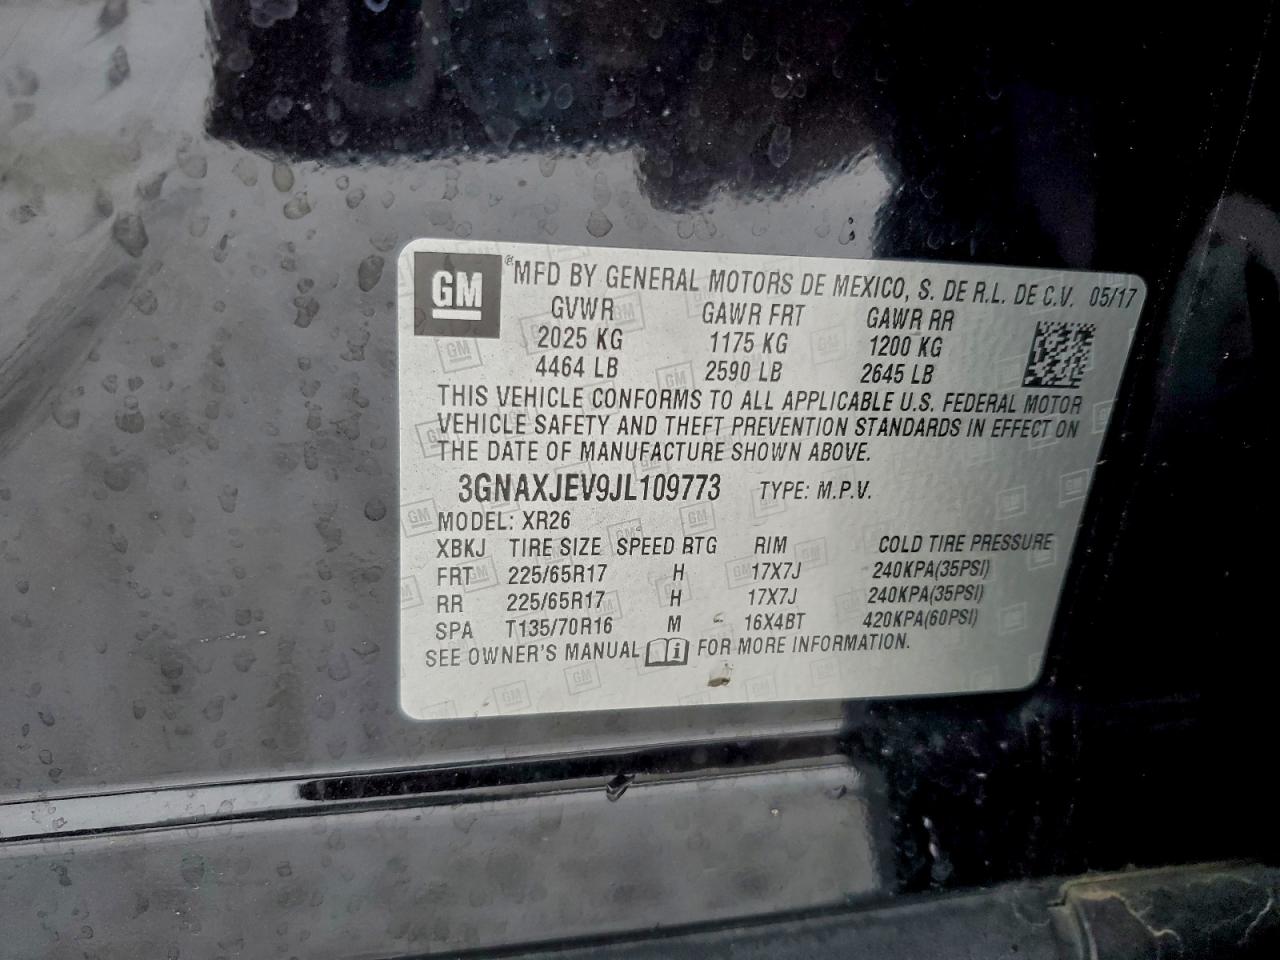 GM ® MFD BY GENERAL MOTORS DE MEXICO, S. DE R.L. DE C.V. 05/17
GVWR GAWR FRT GAWR RR
2025 KG 1175 KG 1200 KG
4464 LB 2590 LB 2645 LB
THIS VEHICLE CONFORMS TO ALL APPLICABLE U.S. FEDERAL MOTOR
VEHICLE SAFETY AND THEFT PREVENTION STANDARDS IN EFFECT ON
THE DATE OF MANUFACTURE SHOWN ABOVE.
3GNAXJEV9JL109773 TYPE: M.P.V.
MODEL: XR26
XBKJ TIRE SIZE SPEED RTG RIM COLD TIRE PRESSURE
FRT 225/65R17 H 17X7J 240KPA(35PSI)
RR 225/65R17 H 17X7J 240KPA(35PSI)
SPA T135/70R16 M 16X4BT 420KPA(60PSI)
SEE OWNER'S MANUAL i FOR MORE INFORMATION.